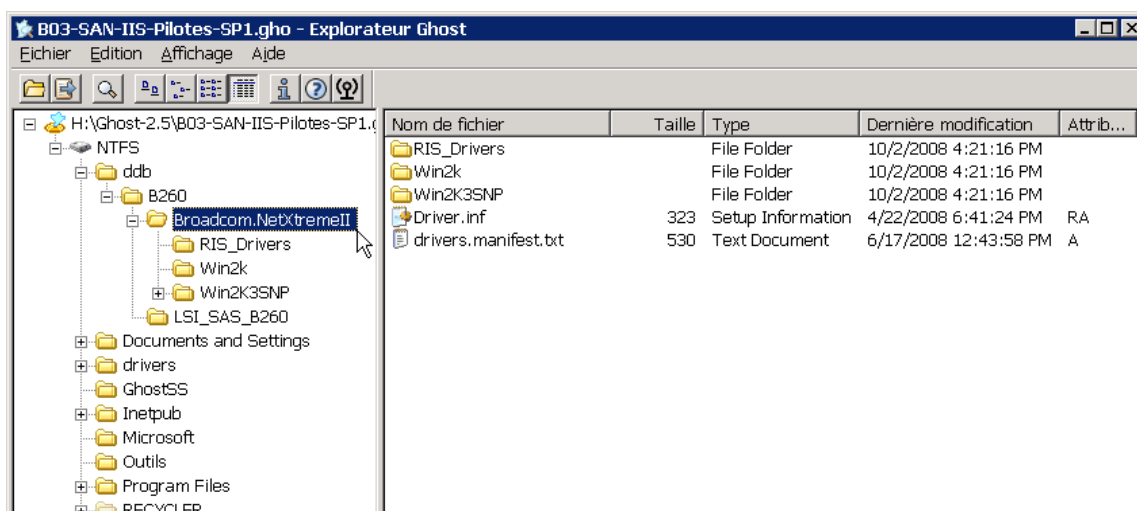 B03-SAN-IIS-Pilotes-SP1.gho - Explorateur Ghost
Fichier Edition Affichage Aide
H:\Ghost-2.5\B03-SAN-IIS-Pilotes-SP1.(
NTFS
ddb
B260
Broadcom.NetXtremeII
RIS_Drivers
Win2k
Win2K3SNP
LSI_SAS_B260
Documents and Settings
drivers
GhostSS
Inetpub
Microsoft
Outils
Program Files
RECYCLER
Nom de fichier Taille Type Dernière modification Attrib...
RIS_Drivers File Folder 10/2/2008 4:21:16 PM
Win2k File Folder 10/2/2008 4:21:16 PM
Win2K3SNP File Folder 10/2/2008 4:21:16 PM
Driver.inf 323 Setup Information 4/22/2008 6:41:24 PM RA
drivers.manifest.txt 530 Text Document 6/17/2008 12:43:58 PM A